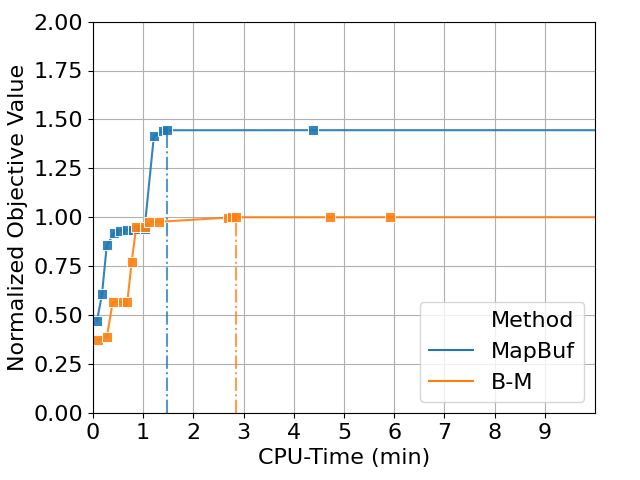 Normalized Objective Value
2.00
1.75
1.50
1.25
1.00
0.75
0.50
0.25
0.00
0 1 2 3 4 5 6 7 8 9
CPU-Time (min)
Method
MapBuf
B-M